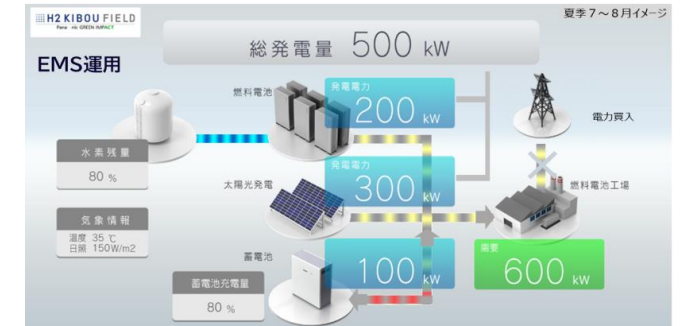 H2 KIBOU FIELD
Panasonic GREEN IMPACT
夏季7～8月イメージ
EMS運用
総発電量 500 kW
燃料電池
発電電力
200 kW
電力買入
水素残量
80 %
太陽光発電
発電電力
300 kW
燃料電池工場
気象情報
温度 35 ℃
日照 150W/m2
蓄電池
100 kW
需要
600 kW
蓄電池充電量
80 %